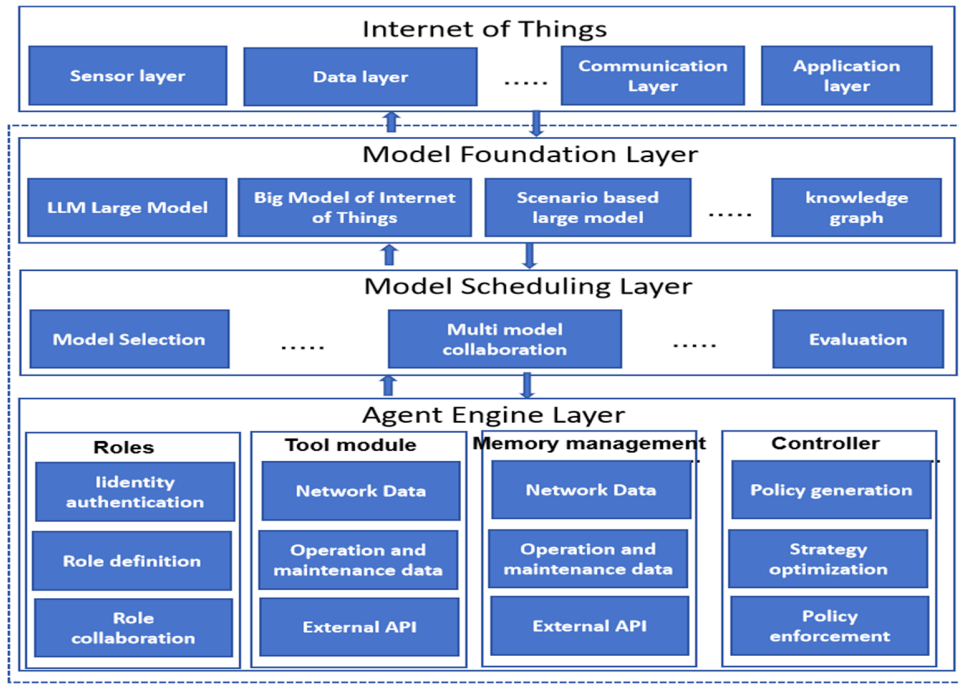 Internet of Things
Sensor layer
Data layer
.....
Communication
Layer
Application
layer
Model Foundation Layer
LLM Large Model
Big Model of Internet
of Things
Scenario based
large model
.....
knowledge
graph
Model Scheduling Layer
Model Selection
.....
Multi model
collaboration
.....
Evaluation
Agent Engine Layer
Roles
Iidentity
authentication
Role definition
Role
collaboration
Tool module
Network Data
Operation and
maintenance data
External API
Memory management
..
Network Data
Operation and
maintenance data
External API
Controller
..
Policy generation
Strategy
optimization
Policy
enforcement